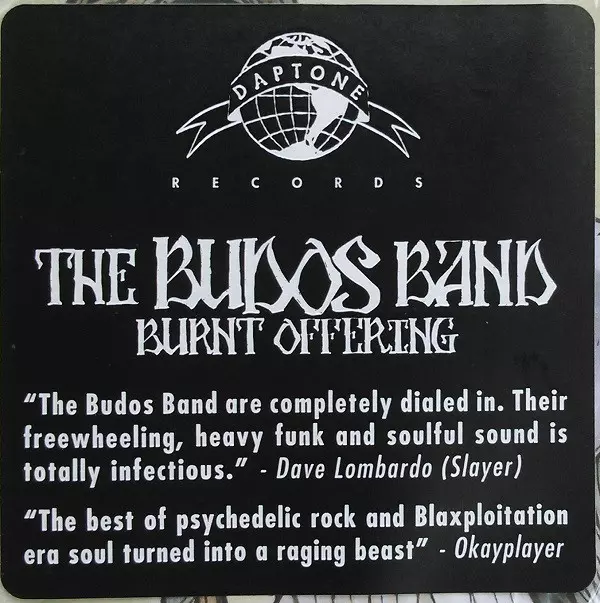 DAPTONE
RECORDS
THE BUDOS BAND
BURNT OFFERING
“The Budos Band are completely dialed in. Their
freewheeling, heavy funk and soulful sound is
totally infectious.” - Dave Lombardo (Slayer)
“The best of psychedelic rock and Blaxploitation
era soul turned into a raging beast” - Okayplayer